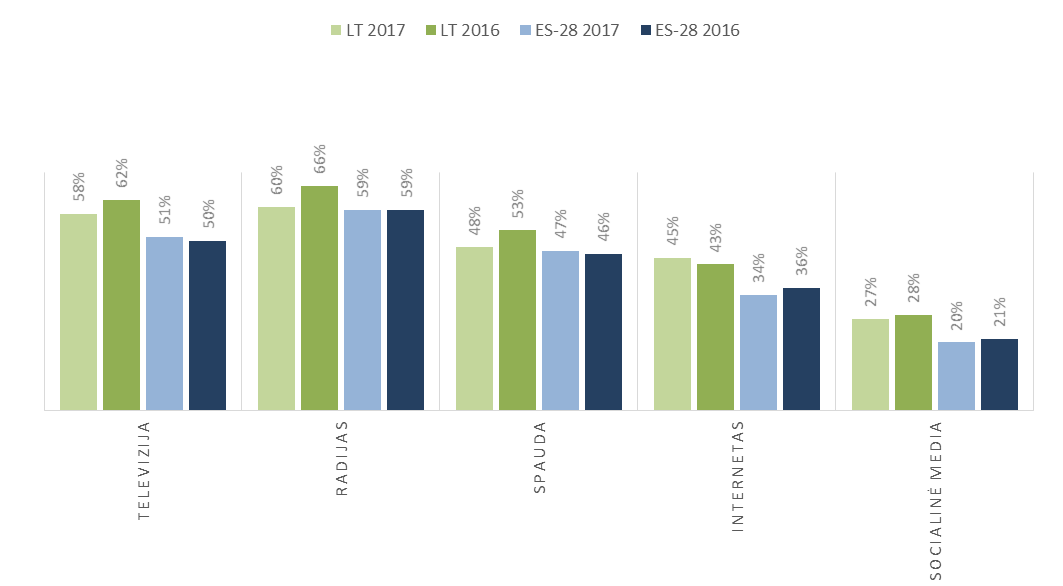 LT 2017 LT 2016 ES-28 2017 ES-28 2016
58% 62% 51% 50%
60% 66% 59% 59%
48% 53% 47% 46%
45% 43% 34% 36%
27% 28% 20% 21%
TELEVIZIJA
RADIJAS
SPAUDA
INTERNETAS
SOCIALINĖ MEDIA